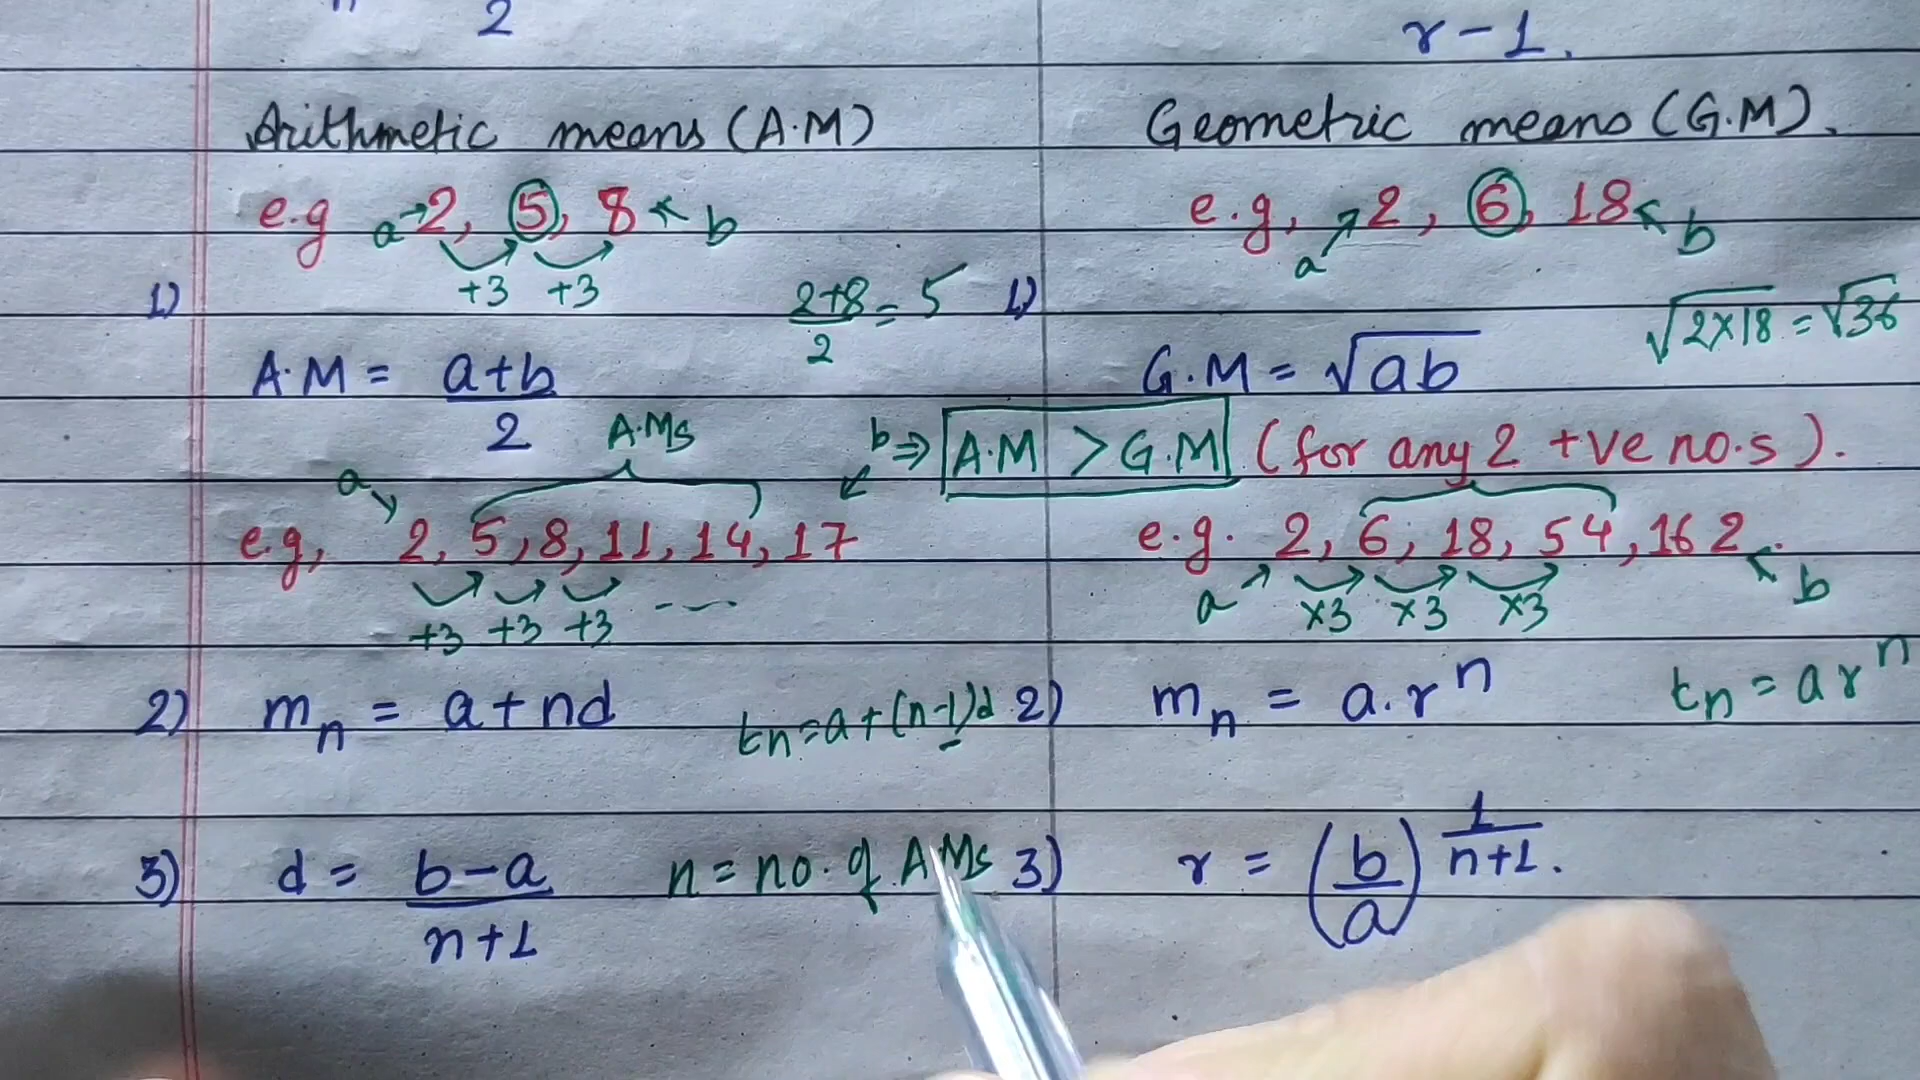 2
r-1.
Arithmetic means (A.M)
e.g a→2, 5, 8 ← b
+3 +3
1)
2+8/2 = 5
A.M = a+b/2
A.Ms
a b
e.g, 2, 5, 8, 11, 14, 17
+3 +3 +3 ---
2) mn = a+nd
tn=a+(n-1)d
3) d = b-a/n+1
n = no. of AMs
Geometric means (G.M).
e.g, a→2, 6, 18 ← b
1)
√2×18 = √36
G.M = √ab
⇒ A.M > G.M (for any 2 +ve no.s).
e.g. 2, 6, 18, 54, 162.
a ×3 ×3 ×3 b
2) mn = a.r^n
tn = ar^n
3) r = (b/a)^1/n+1.